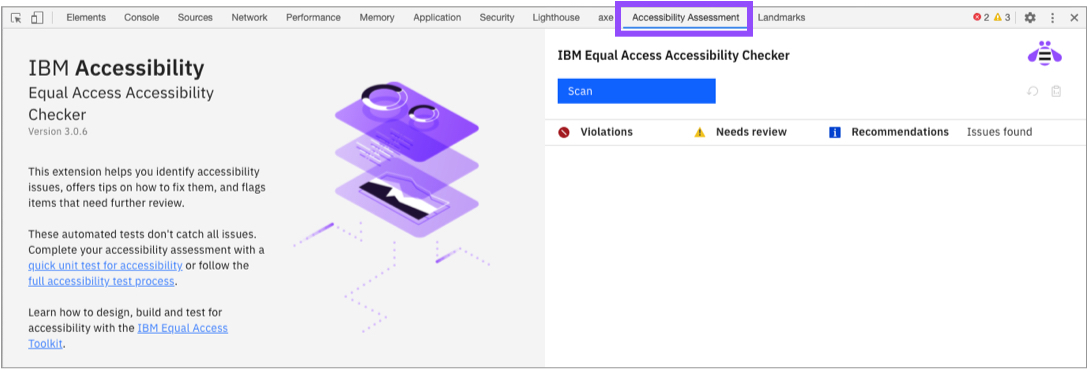 Elements Console Sources Network Performance Memory Application Security Lighthouse axe Accessibility Assessment Landmarks 2 3
IBM Accessibility
Equal Access Accessibility
Checker
Version 3.0.6
This extension helps you identify accessibility
issues, offers tips on how to fix them, and flags
items that need further review.
These automated tests don't catch all issues.
Complete your accessibility assessment with a
quick unit test for accessibility or follow the
full accessibility test process.
Learn how to design, build and test for
accessibility with the IBM Equal Access
Toolkit.
IBM Equal Access Accessibility Checker
Scan
Violations Needs review Recommendations Issues found